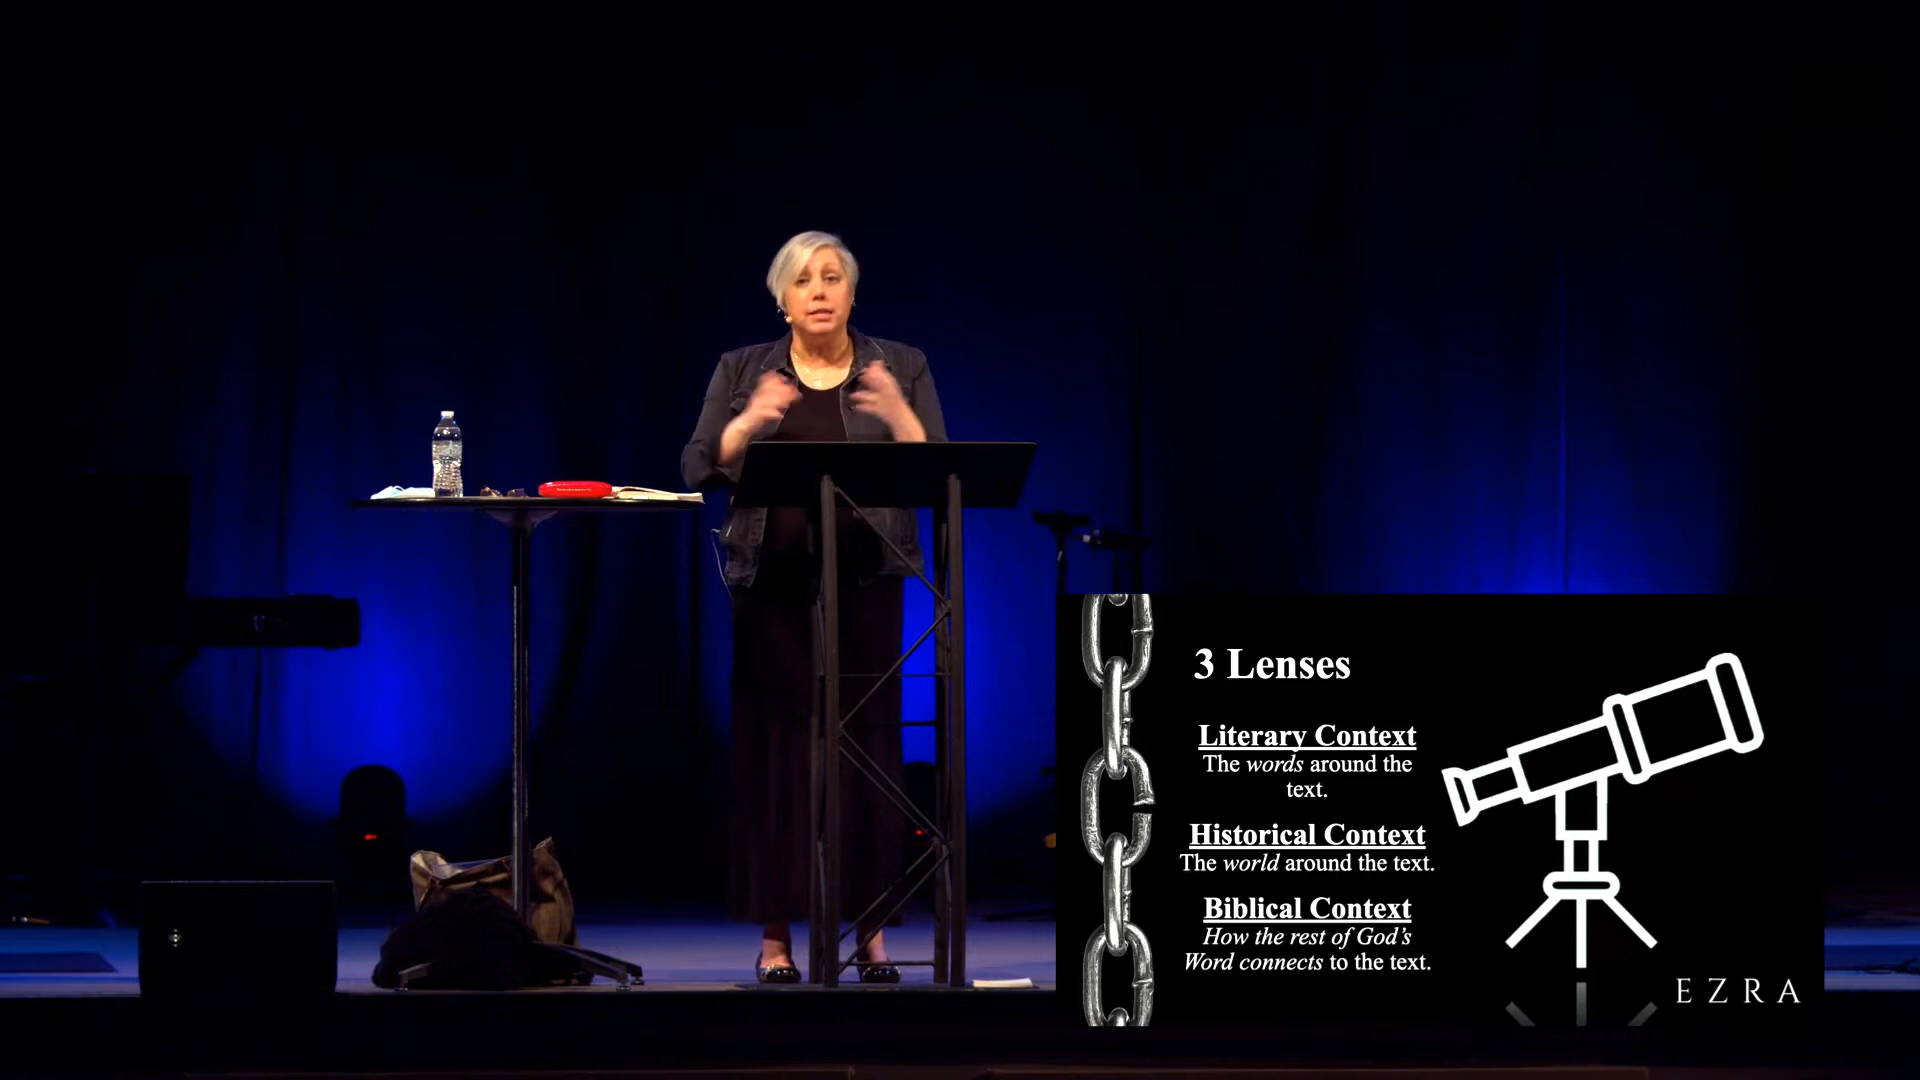 3 Lenses
Literary Context
The words around the
text.
Historical Context
The world around the text.
Biblical Context
How the rest of God's
Word connects to the text.
EZRA